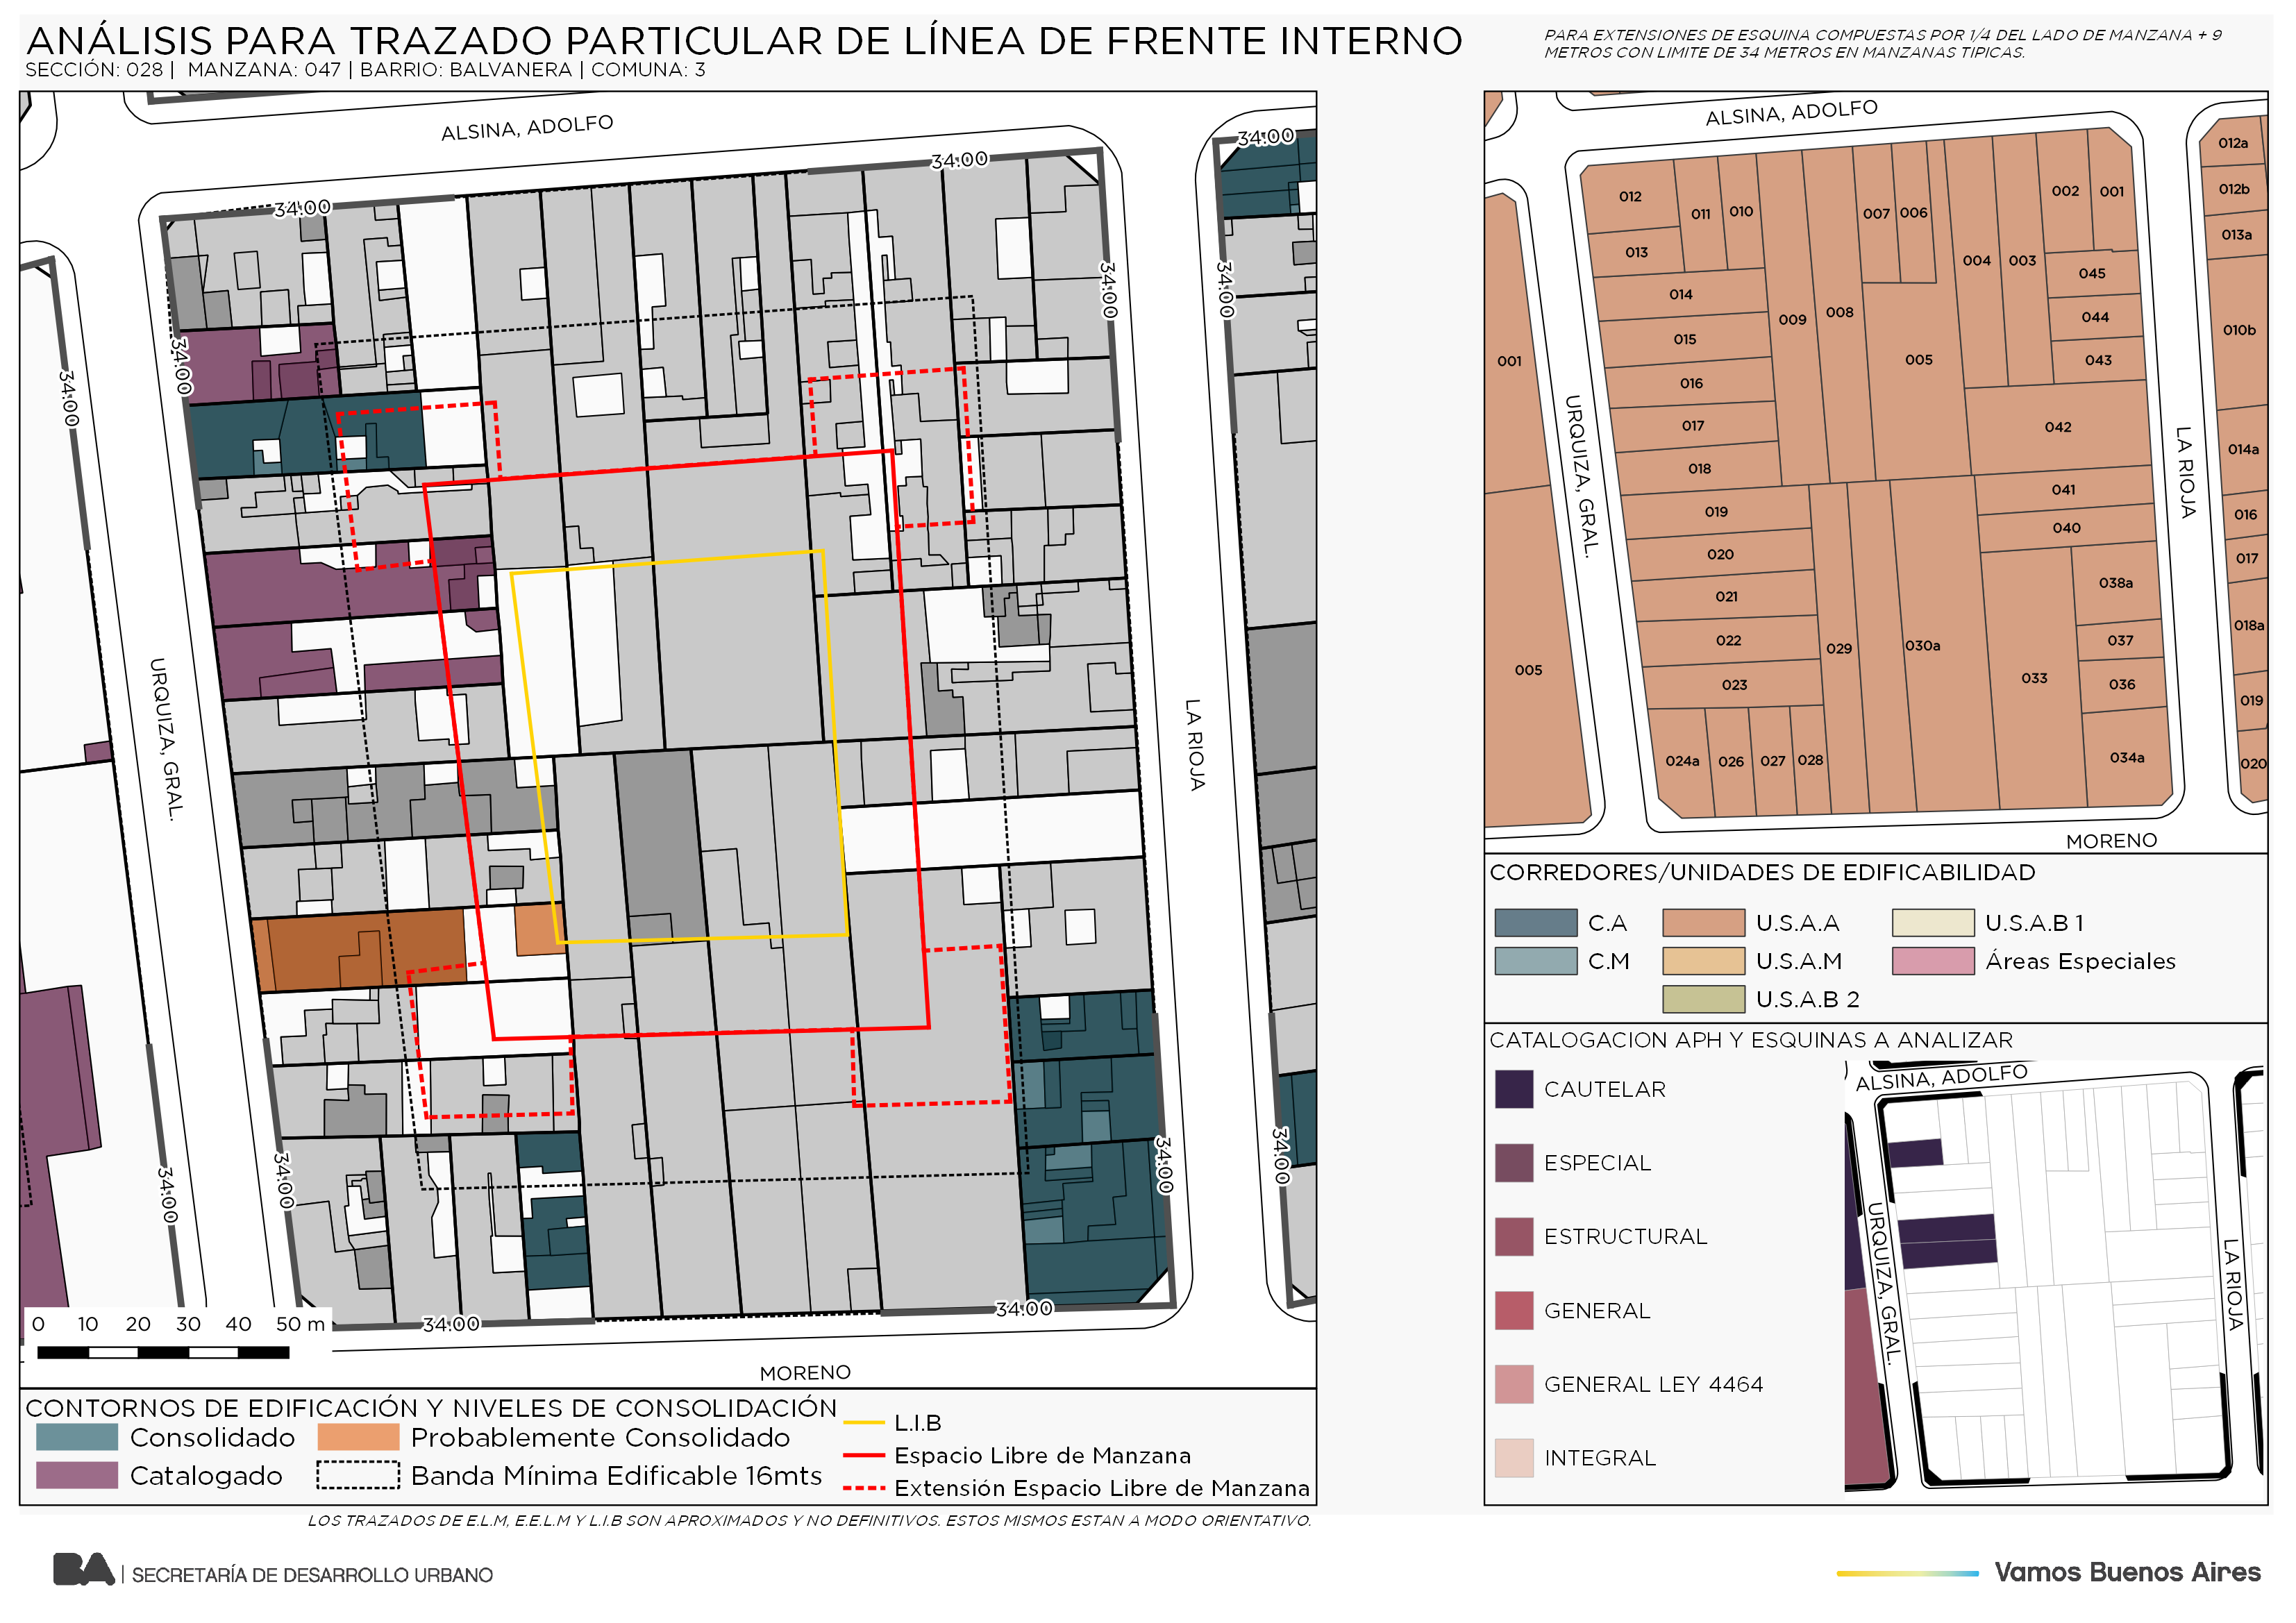 ANÁLISIS PARA TRAZADO PARTICULAR DE LÍNEA DE FRENTE INTERNO
SECCIÓN: 028 | MANZANA: 047 | BARRIO: BALVANERA | COMUNA: 3
PARA EXTENSIONES DE ESQUINA COMPUESTAS POR 1/4 DEL LADO DE MANZANA + 9
METROS CON LIMITE DE 34 METROS EN MANZANAS TIPICAS.
ALSINA, ADOLFO
34.00
34.00
34.00
34.00
34.00
34.00
34.00
URQUIZA, GRAL.
LA RIOJA
34.00
34.00
34.00
34.00
34.00
34.00
MORENO
0 10 20 30 40 50 m
CONTORNOS DE EDIFICACIÓN Y NIVELES DE CONSOLIDACIÓN
Consolidado
Probablemente Consolidado
Catalogado
Banda Mínima Edificable 16mts
L.I.B
Espacio Libre de Manzana
Extensión Espacio Libre de Manzana
LOS TRAZADOS DE E.L.M, E.E.L.M Y L.I.B SON APROXIMADOS Y NO DEFINITIVOS. ESTOS MISMOS ESTAN A MODO ORIENTATIVO.
ALSINA, ADOLFO
012
011
010
007
006
002
001
012a
012b
013
004
003
045
013a
014
009
008
044
010b
015
005
043
001
016
017
042
014a
018
041
019
040
016
020
038a
017
021
022
029
030a
037
018a
005
023
033
036
019
024a
026
027
028
034a
020
URQUIZA, GRAL.
LA RIOJA
MORENO
CORREDORES/UNIDADES DE EDIFICABILIDAD
C.A
U.S.A.A
U.S.A.B 1
C.M
U.S.A.M
Áreas Especiales
U.S.A.B 2
CATALOGACION APH Y ESQUINAS A ANALIZAR
CAUTELAR
ESPECIAL
ESTRUCTURAL
GENERAL
GENERAL LEY 4464
INTEGRAL
ALSINA, ADOLFO
URQUIZA, GRAL.
LA RIOJA
BA | SECRETARÍA DE DESARROLLO URBANO
Vamos Buenos Aires